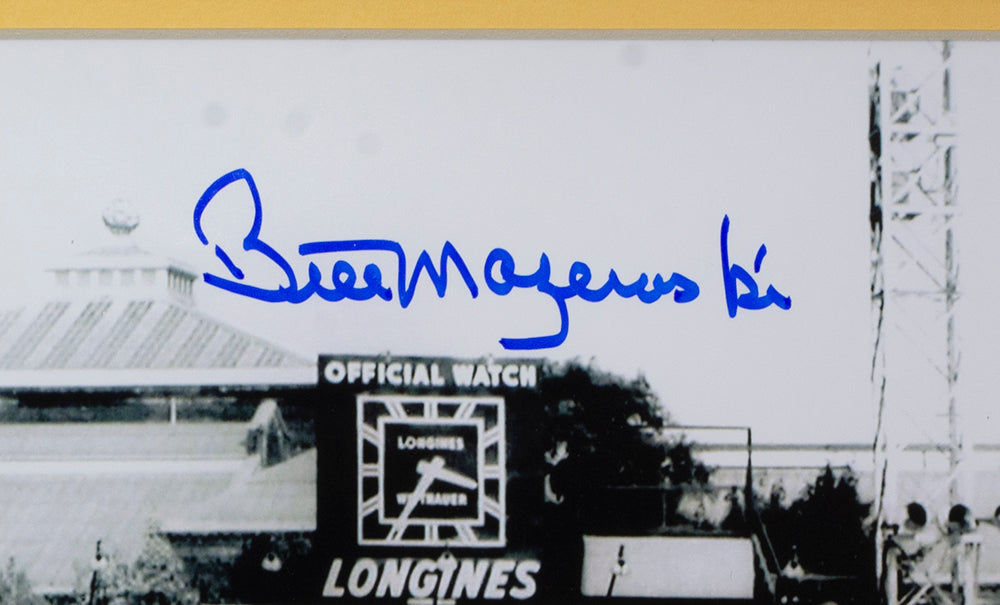 Bill Mazeroski
OFFICIAL WATCH
LONGINES
WITTNAUER
LONGINES